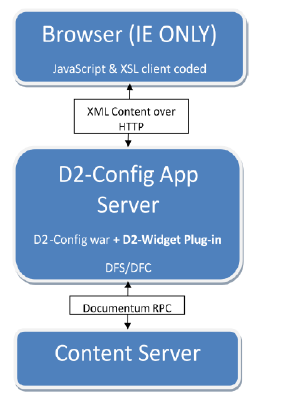 Browser (IE ONLY)
JavaScript & XSL client coded
XML Content over
HTTP
D2-Config App
Server
D2-Config war + D2-Widget Plug-in
DFS/DFC
Documentum RPC
Content Server